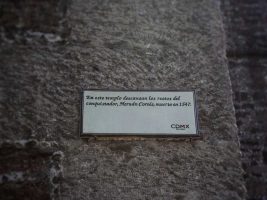 En este templo descansan los restos del
conquistador, Hernán Cortés, muerto en 1547.
CDMX